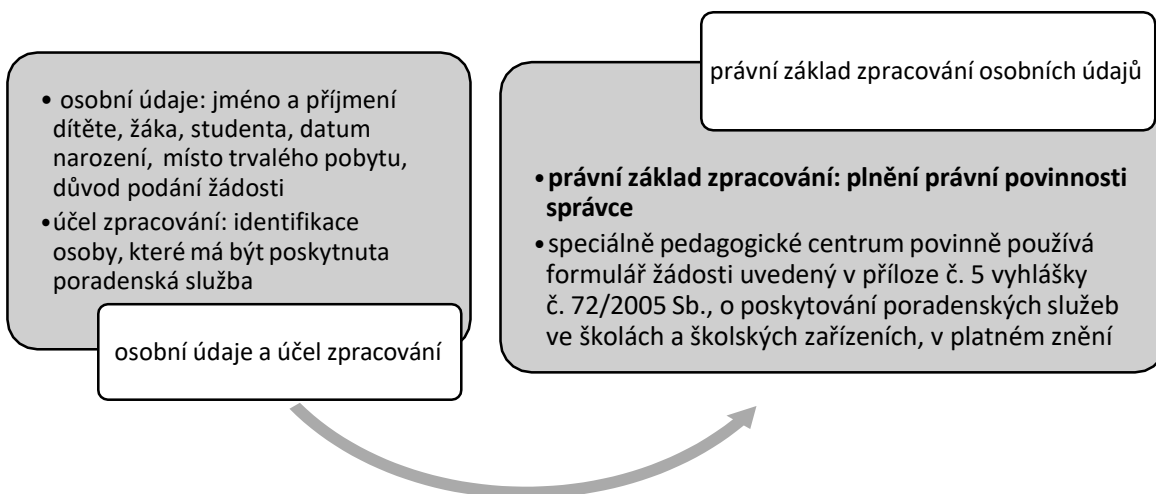 • osobní údaje: jméno a příjmení
dítěte, žáka, studenta, datum
narození, místo trvalého pobytu,
důvod podání žádosti
•účel zpracování: identifikace
osoby, které má být poskytnuta
poradenská služba
osobní údaje a účel zpracování
právní základ zpracování osobních údajů
•právní základ zpracování: plnění právní povinnosti
správce
•speciálně pedagogické centrum povinně používá
formulář žádosti uvedený v příloze č. 5 vyhlášky
č. 72/2005 Sb., o poskytování poradenských služeb
ve školách a školských zařízeních, v platném znění